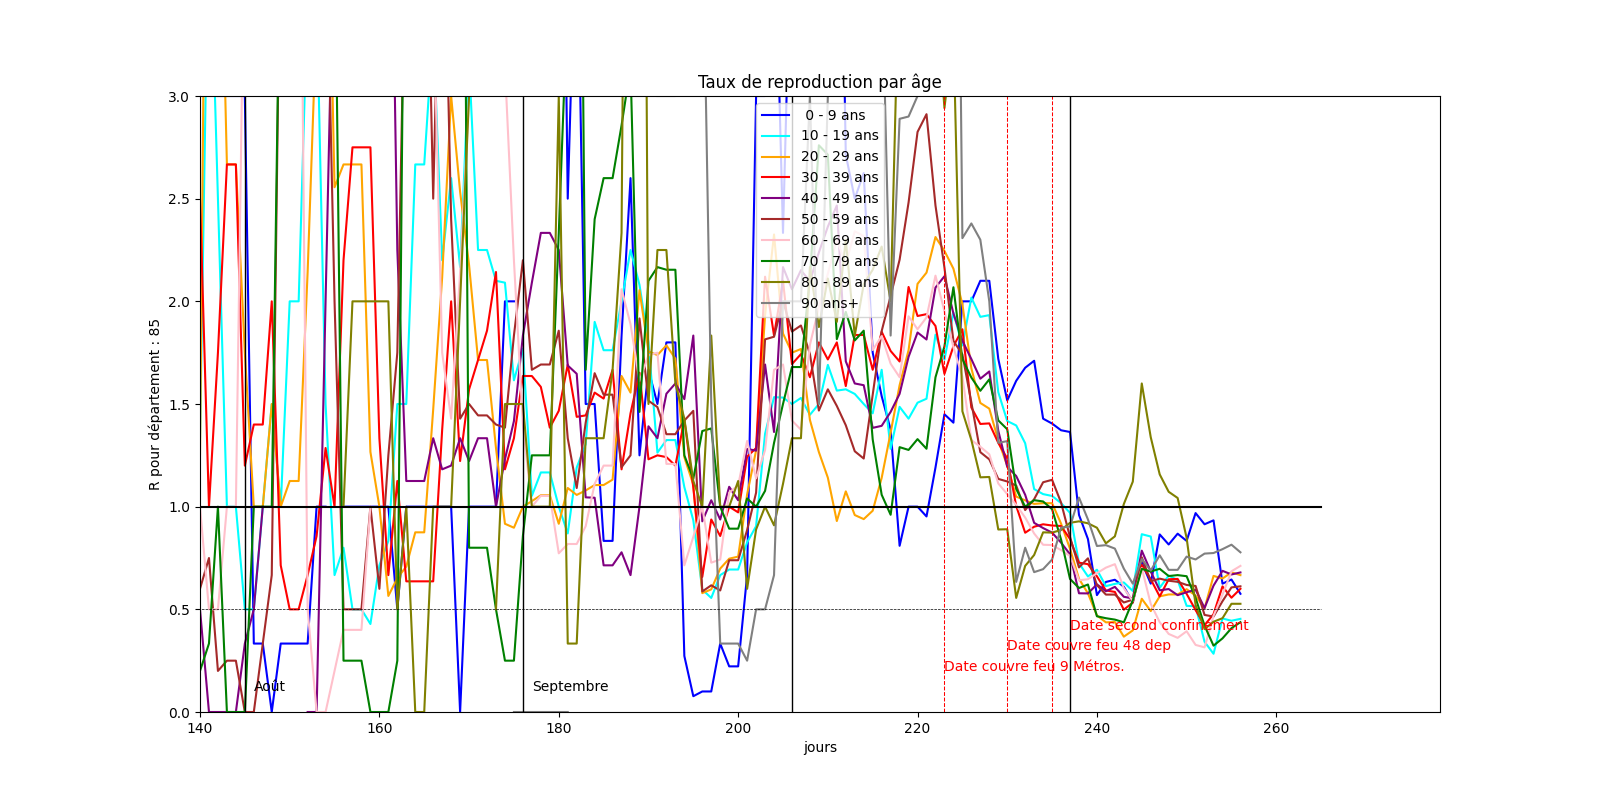 Taux de reproduction par âge
R pour département : 85
3.0
2.5
2.0
1.5
1.0
0.5
0.0
0 - 9 ans
10 - 19 ans
20 - 29 ans
30 - 39 ans
40 - 49 ans
50 - 59 ans
60 - 69 ans
70 - 79 ans
80 - 89 ans
90 ans+
Date second confinement
Date couvre feu 48 dep
Date couvre feu 9 Métros.
Août
Septembre
140
160
180
200
220
240
260
jours